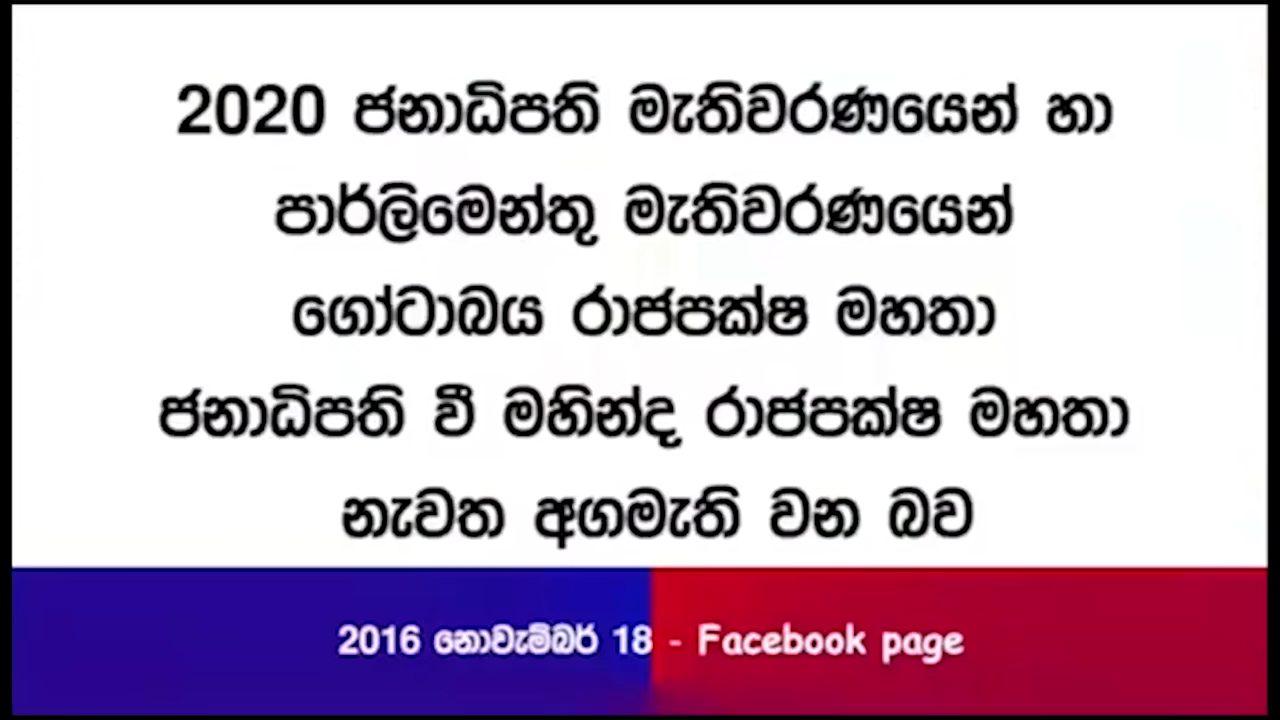 2020 ජනාධිපති මැතිවරණයෙන් හා
පාර්ලිමෙන්තු මැතිවරණයෙන්
ගෝටාබය රාජපක්ෂ මහතා
ජනාධිපති වී මහින්ද රාජපක්ෂ මහතා
නැවත අගමැති වන බව
2016 නොවැම්බර් 18 - Facebook page